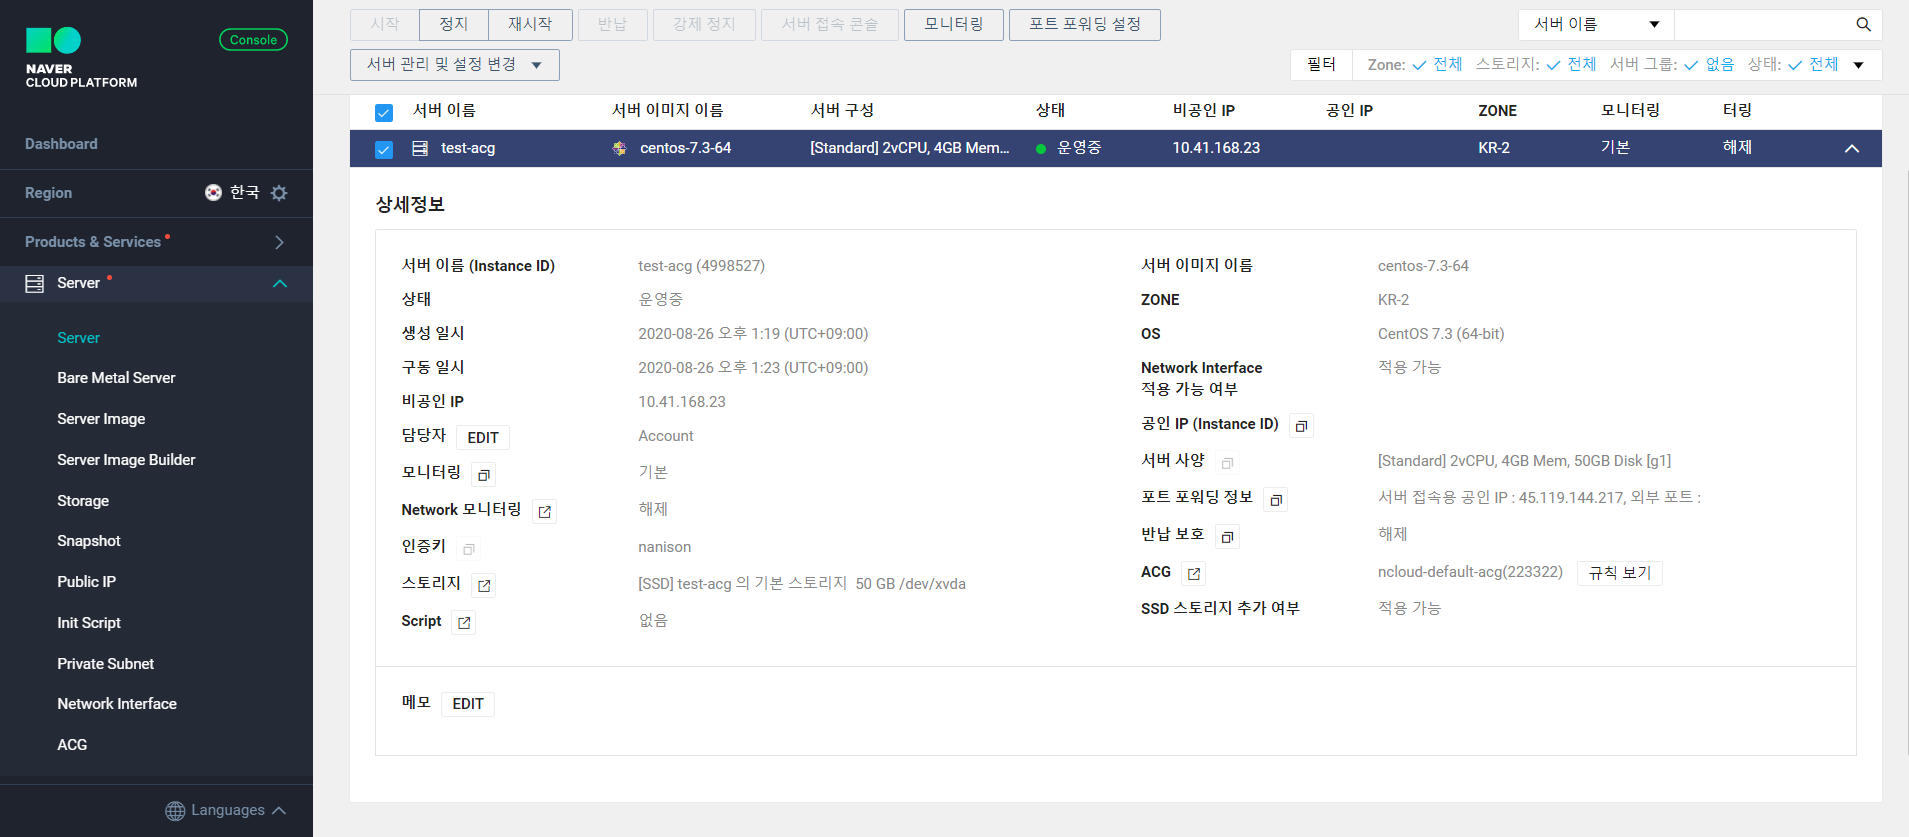 NAVER
CLOUD PLATFORM
Console
Dashboard
Region 한국
Products & Services
Server
Server
Bare Metal Server
Server Image
Server Image Builder
Storage
Snapshot
Public IP
Init Script
Private Subnet
Network Interface
ACG
Languages
시작 정지 재시작 반납 강제 정지 서버 접속 콘솔 모니터링 포트 포워딩 설정 서버 이름
서버 관리 및 설정 변경 필터 Zone: 전체 스토리지: 전체 서버 그룹: 없음 상태: 전체
서버 이름 서버 이미지 이름 서버 구성 상태 비공인 IP 공인 IP ZONE 모니터링 터링
test-acg centos-7.3-64 [Standard] 2vCPU, 4GB Mem... 운영중 10.41.168.23 KR-2 기본 해제
상세정보
서버 이름 (Instance ID) test-acg (4998527)
상태 운영중
생성 일시 2020-08-26 오후 1:19 (UTC+09:00)
구동 일시 2020-08-26 오후 1:23 (UTC+09:00)
비공인 IP 10.41.168.23
담당자 EDIT Account
모니터링 기본
Network 모니터링 해제
인증키 nanison
스토리지 [SSD] test-acg 의 기본 스토리지 50 GB /dev/xvda
Script 없음
서버 이미지 이름 centos-7.3-64
ZONE KR-2
OS CentOS 7.3 (64-bit)
Network Interface 적용 가능
적용 가능 여부
공인 IP (Instance ID)
서버 사양 [Standard] 2vCPU, 4GB Mem, 50GB Disk [g1]
포트 포워딩 정보 서버 접속용 공인 IP : 45.119.144.217, 외부 포트 :
반납 보호 해제
ACG ncloud-default-acg(223322) 규칙 보기
SSD 스토리지 추가 여부 적용 가능
메모 EDIT